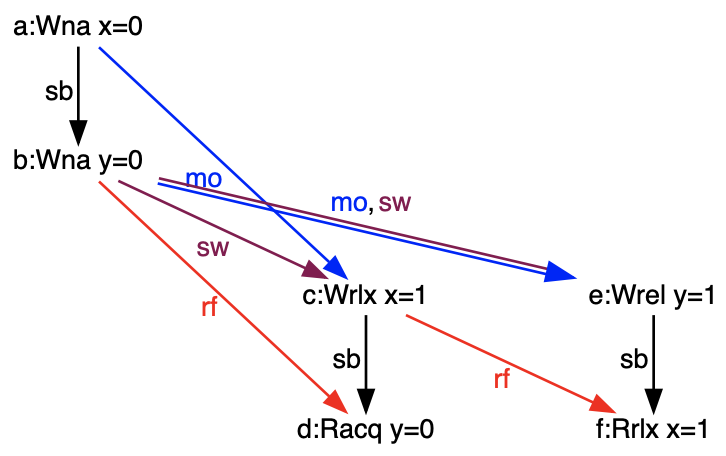 a:Wna x=0
sb
b:Wna y=0
mo
mo,sw
sw
c:Wrlx x=1
e:Wrel y=1
rf
sb
rf
sb
d:Racq y=0
f:Rrlx x=1